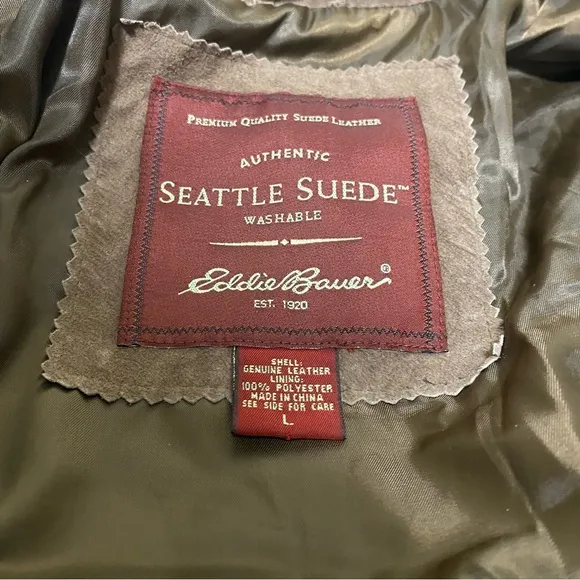 PREMIUM QUALITY SUEDE LEATHER
AUTHENTIC
SEATTLE SUEDE™
WASHABLE
Eddie Bauer®
EST. 1920
SHELL:
GENUINE LEATHER
LINING:
100% POLYESTER
MADE IN CHINA
SEE SIDE FOR CARE
L